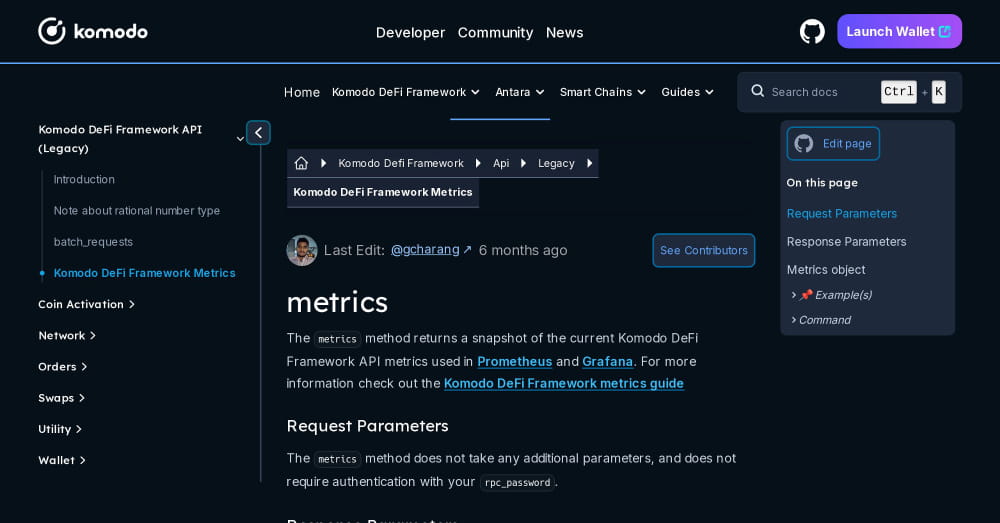 komodo
Developer Community News
Launch Wallet
Home Komodo DeFi Framework Antara Smart Chains Guides
Search docs Ctrl + K
Komodo DeFi Framework API
(Legacy)
Introduction
Note about rational number type
batch_requests
Komodo DeFi Framework Metrics
Coin Activation
Network
Orders
Swaps
Utility
Wallet
Komodo Defi Framework Api Legacy
Komodo DeFi Framework Metrics
Last Edit: @gcharang ↗ 6 months ago
See Contributors
metrics
The metrics method returns a snapshot of the current Komodo DeFi
Framework API metrics used in Prometheus and Grafana. For more
information check out the Komodo DeFi Framework metrics guide
Request Parameters
The metrics method does not take any additional parameters, and does not
require authentication with your rpc_password.
Response Parameters
Edit page
On this page
Request Parameters
Response Parameters
Metrics object
📌 Example(s)
Command